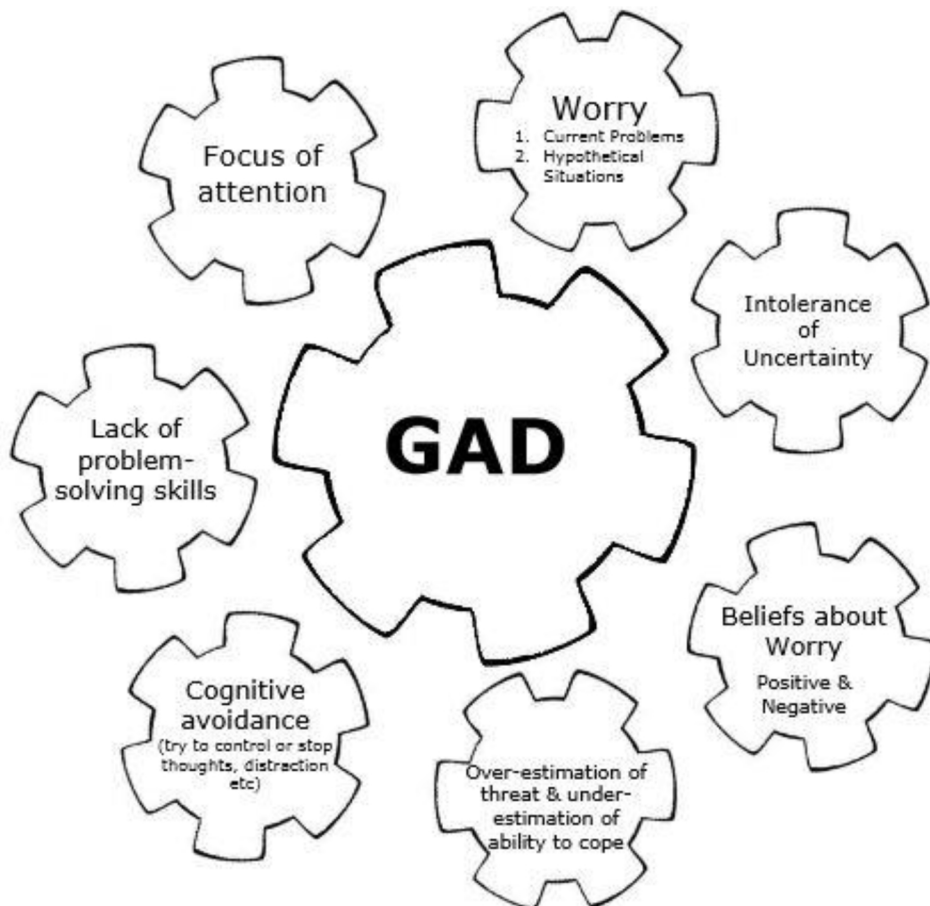 Worry
1. Current Problems
2. Hypothetical
Situations
Focus of
attention
Intolerance
of
Uncertainty
GAD
Lack of
problem-
solving skills
Beliefs about
Worry
Positive &
Negative
Cognitive
avoidance
(try to control or stop
thoughts, distraction
etc)
Over-estimation of
threat & under-
estimation of
ability to cope